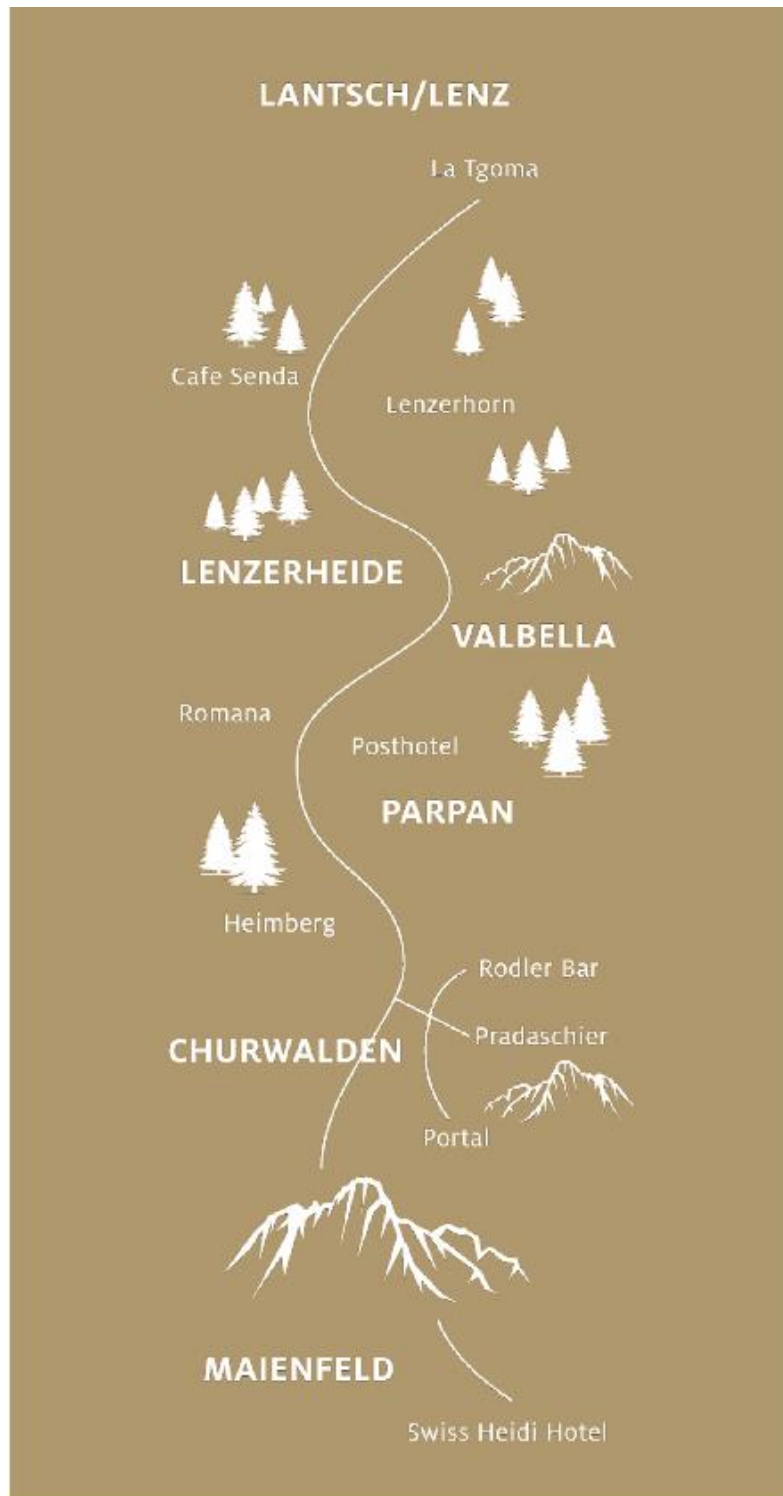 LANTSCH/LENZ
La Tgoma
Cafe Senda
Lenzerhorn
LENZERHEIDE
VALBELLA
Romana
Posthotel
PARPAN
Heimberg
Rodler Bar
Pradaschier
CHURWALDEN
Portal
MAIENFELD
Swiss Heidi Hotel